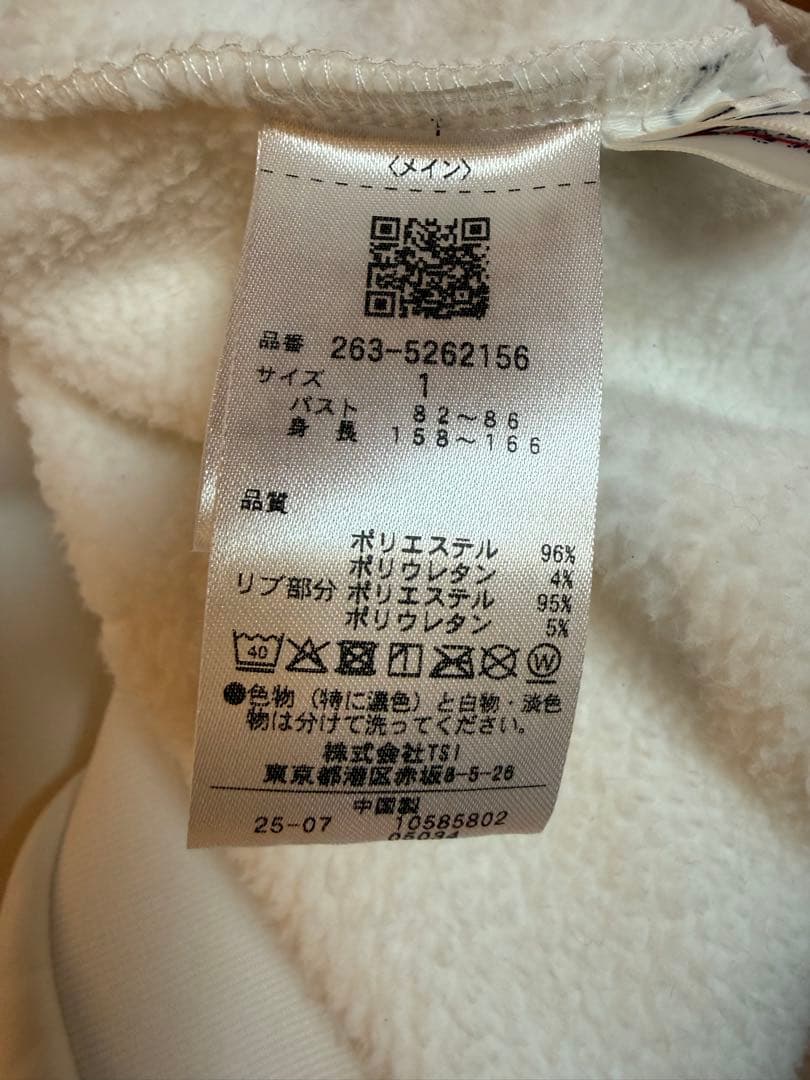 〈メイン〉
品番 263-5262156
サイズ 1
バスト 82～86
身長 158～166
品質
ポリエステル 96%
ポリウレタン 4%
リブ部分 ポリエステル 95%
ポリウレタン 5%
40
W
●色物（特に濃色）と白物・淡色
物は分けて洗ってください。
株式会社TSI
東京都港区赤坂8-5-26
中国製
25-07 10585802
05034